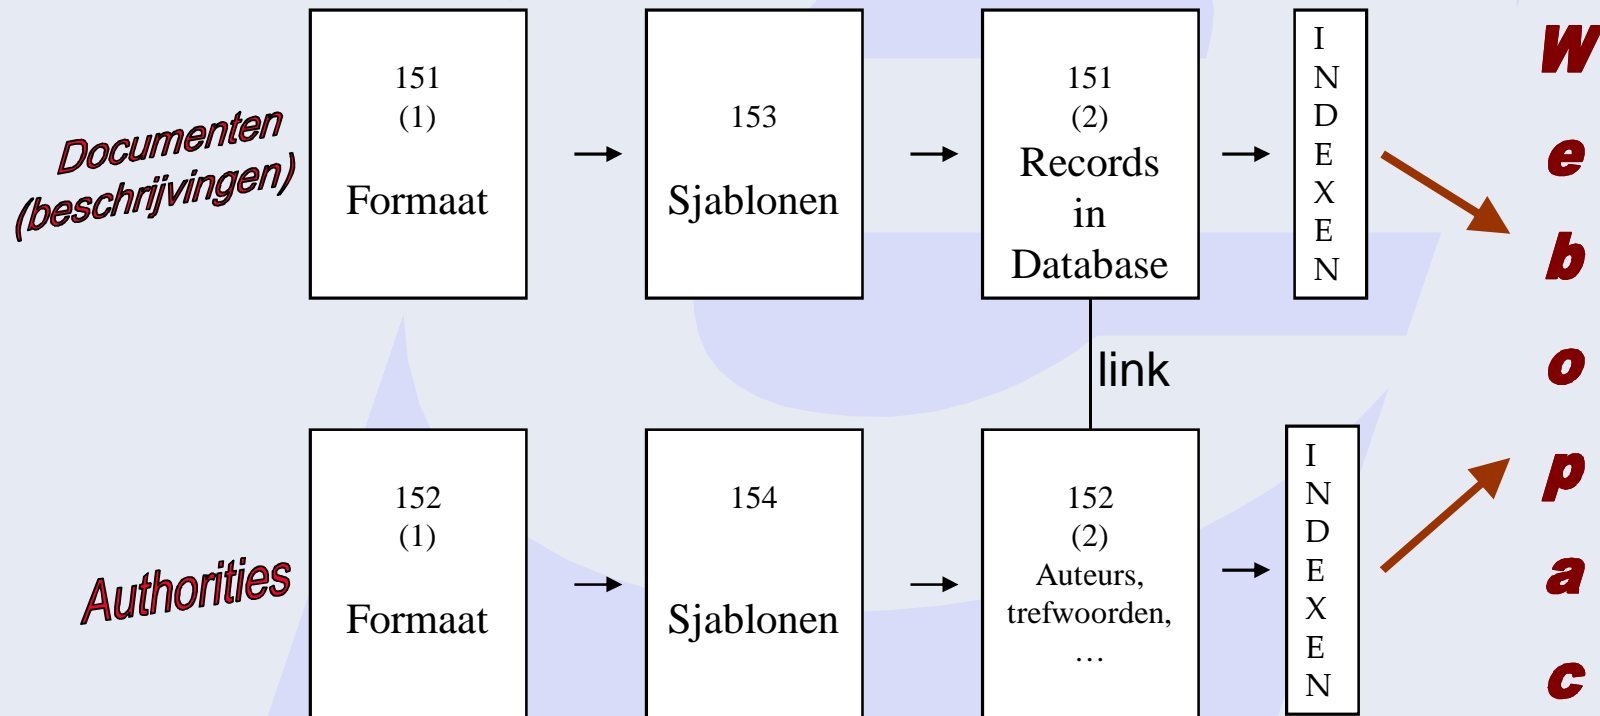 Documenten
(beschrijvingen)
151
(1)
Formaat
153
Sjablonen
151
(2)
Records
in
Database
I
N
D
E
X
E
N
link
Authorities
152
(1)
Formaat
154
Sjablonen
152
(2)
Auteurs,
trefwoorden,
…
I
N
D
E
X
E
N
W
e
b
o
p
a
c